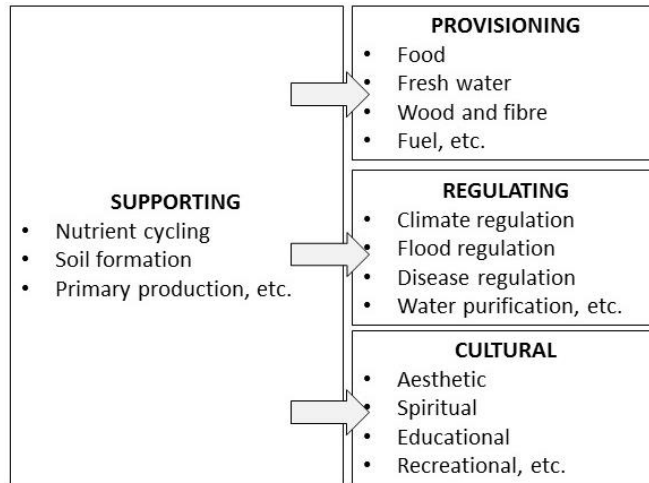 SUPPORTING
• Nutrient cycling
• Soil formation
• Primary production, etc.
PROVISIONING
• Food
• Fresh water
• Wood and fibre
• Fuel, etc.
REGULATING
• Climate regulation
• Flood regulation
• Disease regulation
• Water purification, etc.
CULTURAL
• Aesthetic
• Spiritual
• Educational
• Recreational, etc.